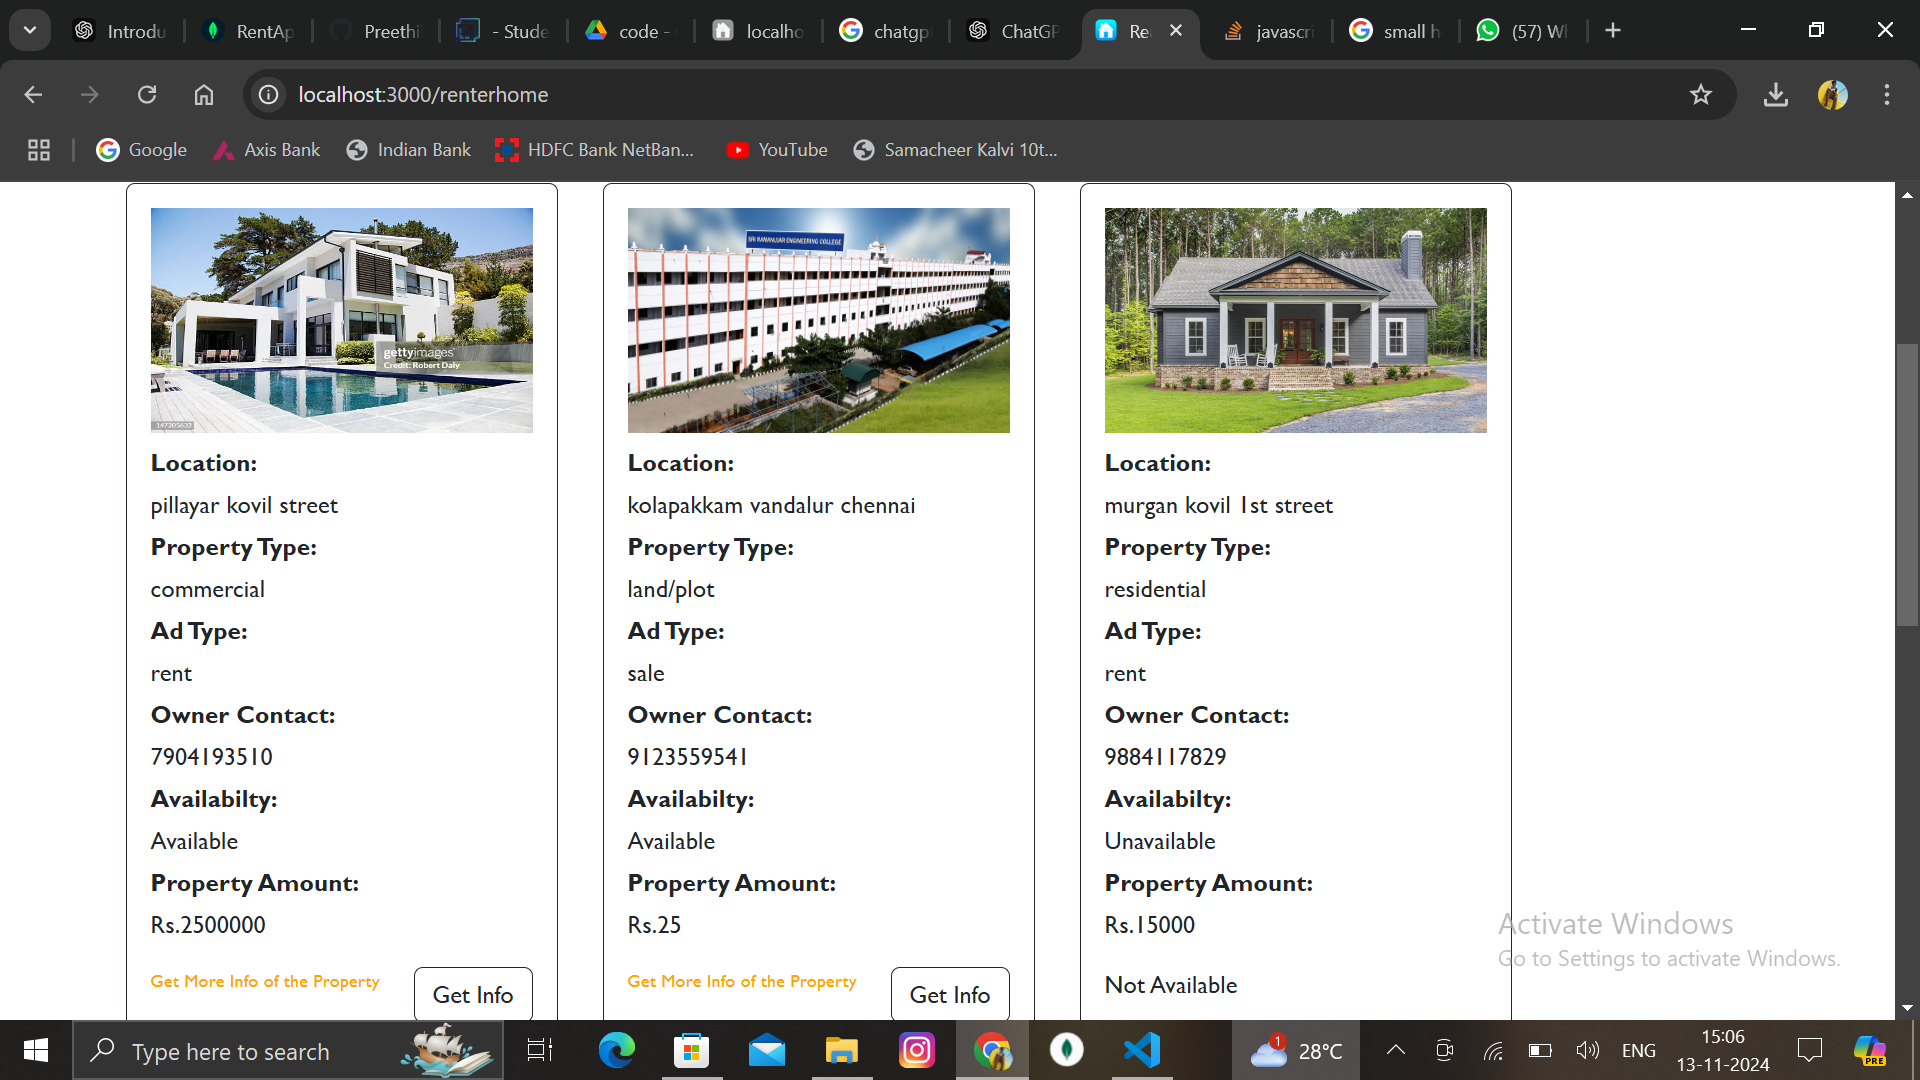 Introdu
RentAp
Preethi
- Stude
code -
localho
chatgp
ChatGP
Re
javascri
small h
(57) Wh
localhost:3000/renterhome
Google
Axis Bank
Indian Bank
HDFC Bank NetBan...
YouTube
Samacheer Kalvi 10t...
gettyimages
Credit: Robert Daly
147205632
Location:
pillayar kovil street
Property Type:
commercial
Ad Type:
rent
Owner Contact:
7904193510
Availabilty:
Available
Property Amount:
Rs.2500000
Get More Info of the Property
Get Info
SRI RAMANUJAR ENGINEERING COLLEGE
Location:
kolapakkam vandalur chennai
Property Type:
land/plot
Ad Type:
sale
Owner Contact:
9123559541
Availabilty:
Available
Property Amount:
Rs.25
Get More Info of the Property
Get Info
Location:
murgan kovil 1st street
Property Type:
residential
Ad Type:
rent
Owner Contact:
9884117829
Availabilty:
Unavailable
Property Amount:
Rs.15000
Not Available
Activate Windows
Go to Settings to activate Windows.
Type here to search
1
28°C
ENG
15:06
13-11-2024
PRE